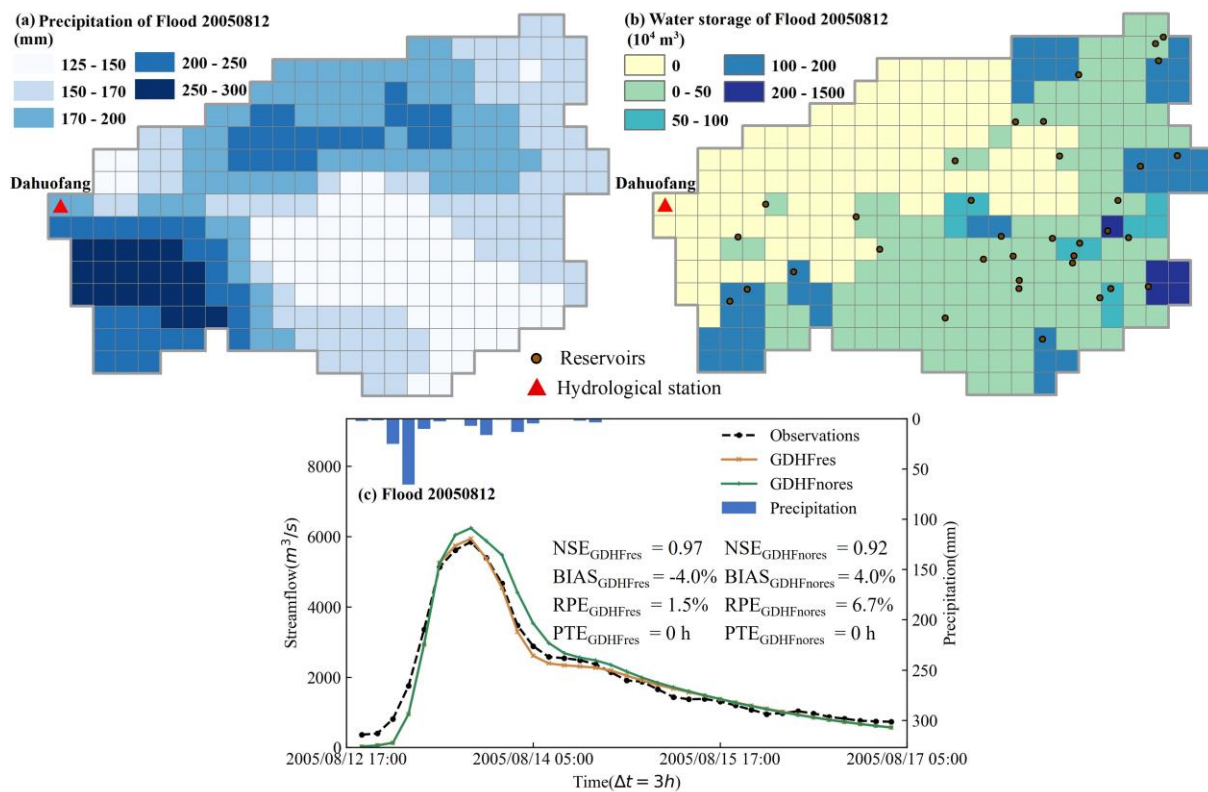 (a) Precipitation of Flood 20050812
(mm)
125 - 150
200 - 250
150 - 170
250 - 300
170 - 200
Dahuofang
(b) Water storage of Flood 20050812
(10⁴ m³)
0
100 - 200
0 - 50
200 - 1500
50 - 100
Dahuofang
Reservoirs
Hydrological station
(c) Flood 20050812
Observations
GDHFres
GDHFnores
Precipitation
NSE_GDHFres = 0.97
NSE_GDHFnores = 0.92
BIAS_GDHFres = -4.0%
BIAS_GDHFnores = 4.0%
RPE_GDHFres = 1.5%
RPE_GDHFnores = 6.7%
PTE_GDHFres = 0 h
PTE_GDHFnores = 0 h
Streamflow(m³/s)
8000
6000
4000
2000
0
Precipitation(mm)
0
50
100
150
200
250
300
2005/08/12 17:00
2005/08/14 05:00
2005/08/15 17:00
2005/08/17 05:00
Time(Δt = 3h)